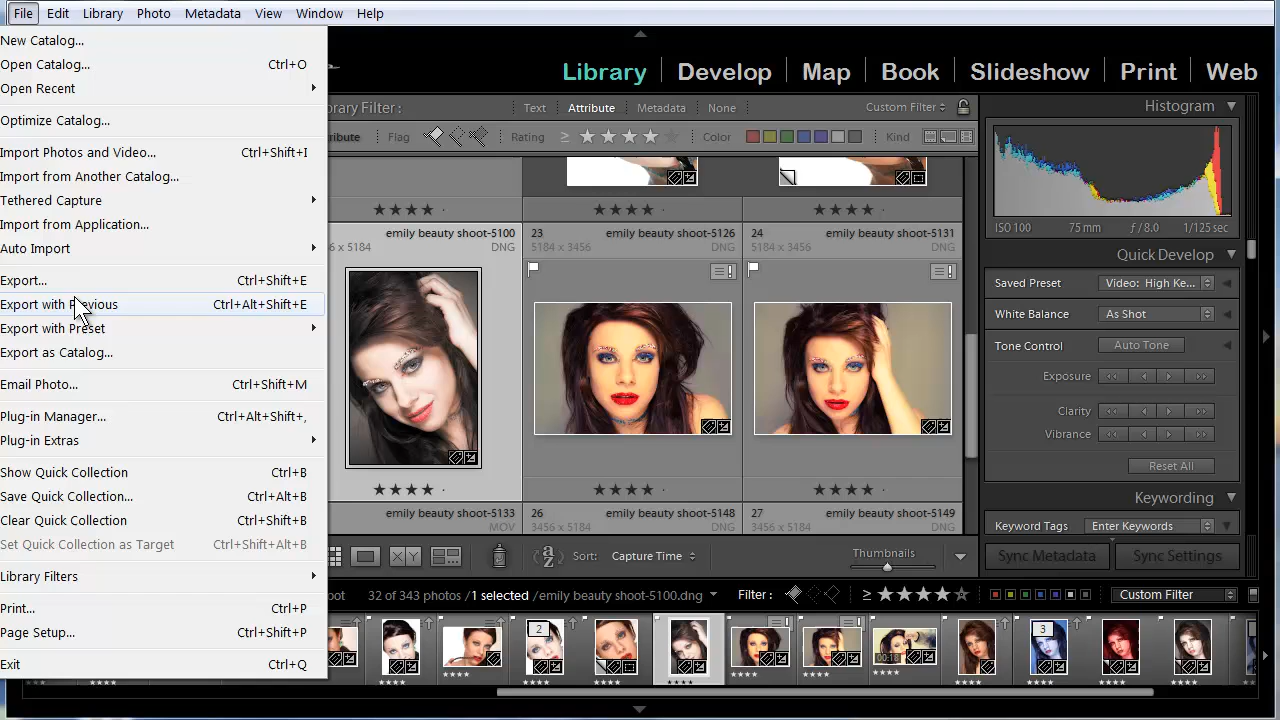 File Edit Library Photo Metadata View Window Help
New Catalog...
Open Catalog... Ctrl+O
Open Recent
Optimize Catalog...
Import Photos and Video... Ctrl+Shift+I
Import from Another Catalog...
Tethered Capture
Import from Application...
Auto Import
Export... Ctrl+Shift+E
Export with Previous Ctrl+Alt+Shift+E
Export with Preset
Export as Catalog...
Email Photo... Ctrl+Shift+M
Plug-in Manager... Ctrl+Alt+Shift+,
Plug-in Extras
Show Quick Collection Ctrl+B
Save Quick Collection... Ctrl+Alt+B
Clear Quick Collection Ctrl+Shift+B
Set Quick Collection as Target Ctrl+Shift+Alt+B
Library Filters
Print... Ctrl+P
Page Setup... Ctrl+Shift+P
Exit Ctrl+Q
Library Develop Map Book Slideshow Print Web
Filter : Text Attribute Metadata None Custom Filter
Flag Rating ≥ Color Kind
emily beauty shoot-5100
x 5184 DNG
23 emily beauty shoot-5126
5184 x 3456 DNG
24 emily beauty shoot-5131
5184 x 3456 DNG
emily beauty shoot-5133
MOV
26 emily beauty shoot-5148
3456 x 5184 DNG
27 emily beauty shoot-5149
3456 x 5184 DNG
XY
Sort: Capture Time
Thumbnails
32 of 343 photos / 1 selected / emily beauty shoot-5100.dng
Filter : ≥ Custom Filter
2
00:18
3
Histogram
ISO 100 75 mm ƒ / 8.0 1/125 sec
Quick Develop
Saved Preset Video: High Ke...
White Balance As Shot
Tone Control Auto Tone
Exposure
Clarity
Vibrance
Reset All
Keywording
Keyword Tags Enter Keywords
Sync Metadata Sync Settings